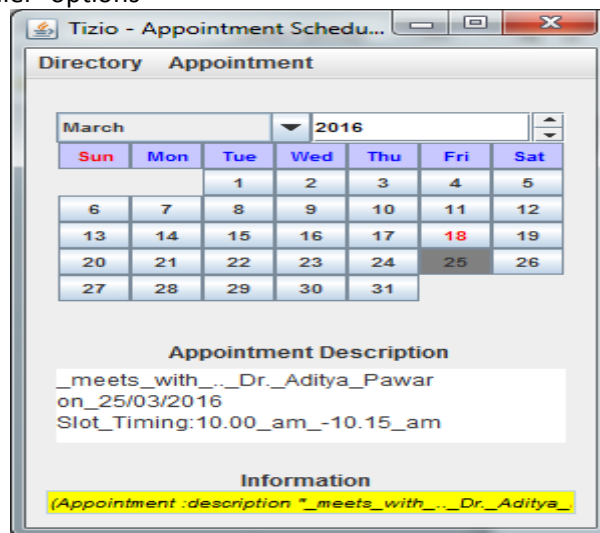 Tizio - Appointment Schedu...
Directory Appointment
March 2016
Sun Mon Tue Wed Thu Fri Sat
1 2 3 4 5
6 7 8 9 10 11 12
13 14 15 16 17 18 19
20 21 22 23 24 25 26
27 28 29 30 31
Appointment Description
_meets_with_.._Dr._Aditya_Pawar
on_25/03/2016
Slot_Timing:10.00_am_-10.15_am
Information
(Appointment :description "_meets_with_.._Dr._Aditya_